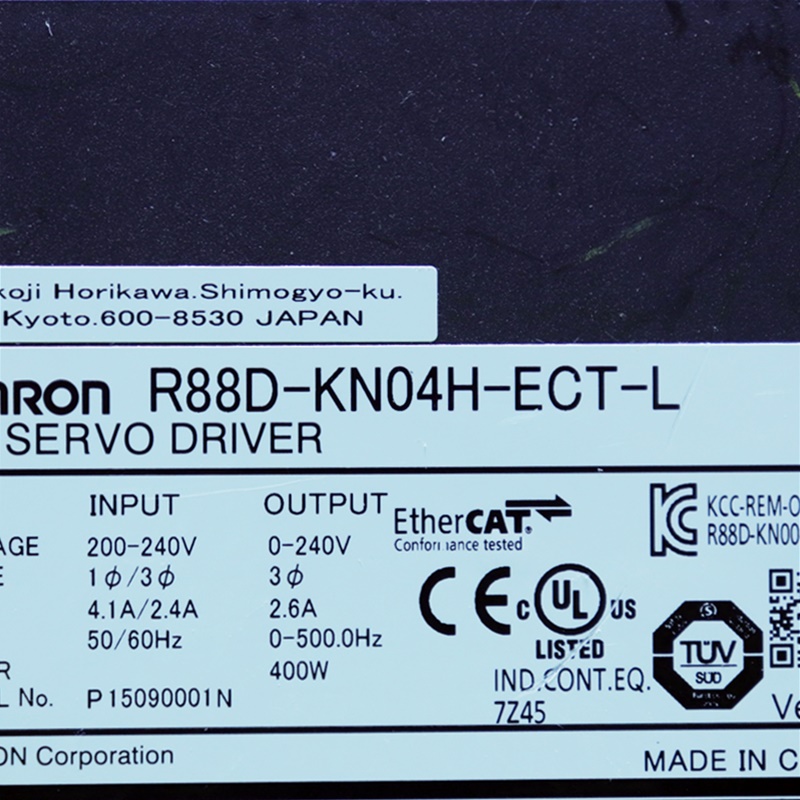 koji Horikawa.Shimogyo-ku.
Kyoto.600-8530 JAPAN
mRON R88D-KN04H-ECT-L
SERVO DRIVER
INPUT OUTPUT
AGE 200-240V 0-240V
E 1ϕ/3ϕ 3ϕ
4.1A/2.4A 2.6A
50/60Hz 0-500.0Hz
R 400W
L No. P15090001N
EtherCAT
Conformance tested
CE
C UL US
LISTED
IND.CONT.EQ.
7Z45
KCC-REM-O
R88D-KN00
TÜV
SÜD
Ve
ON Corporation
MADE IN C